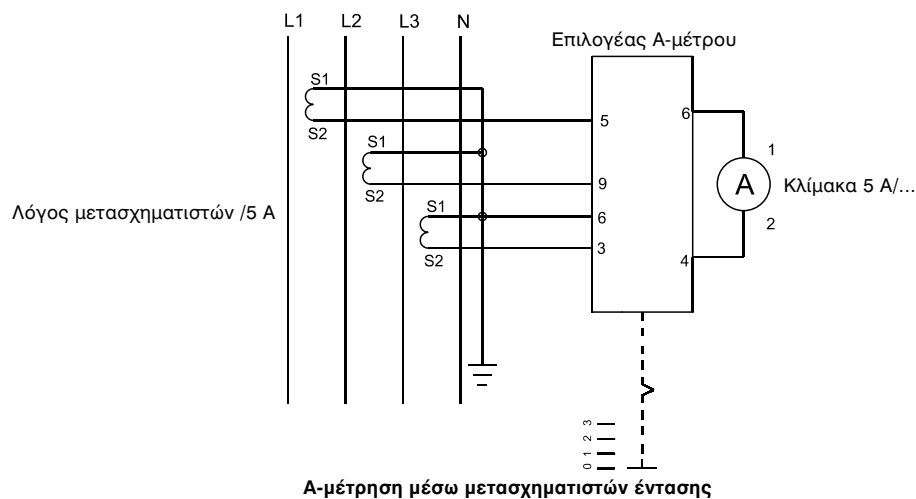 L1 L2 L3 N
Επιλογέας Α-μέτρου
S1
S2
5
6
S1
S2
9
1
A
Κλίμακα 5 Α/...
Λόγος μετασχηματιστών /5 Α
S1
6
2
S2
3
4
0 1 2 3
Α-μέτρηση μέσω μετασχηματιστών έντασης